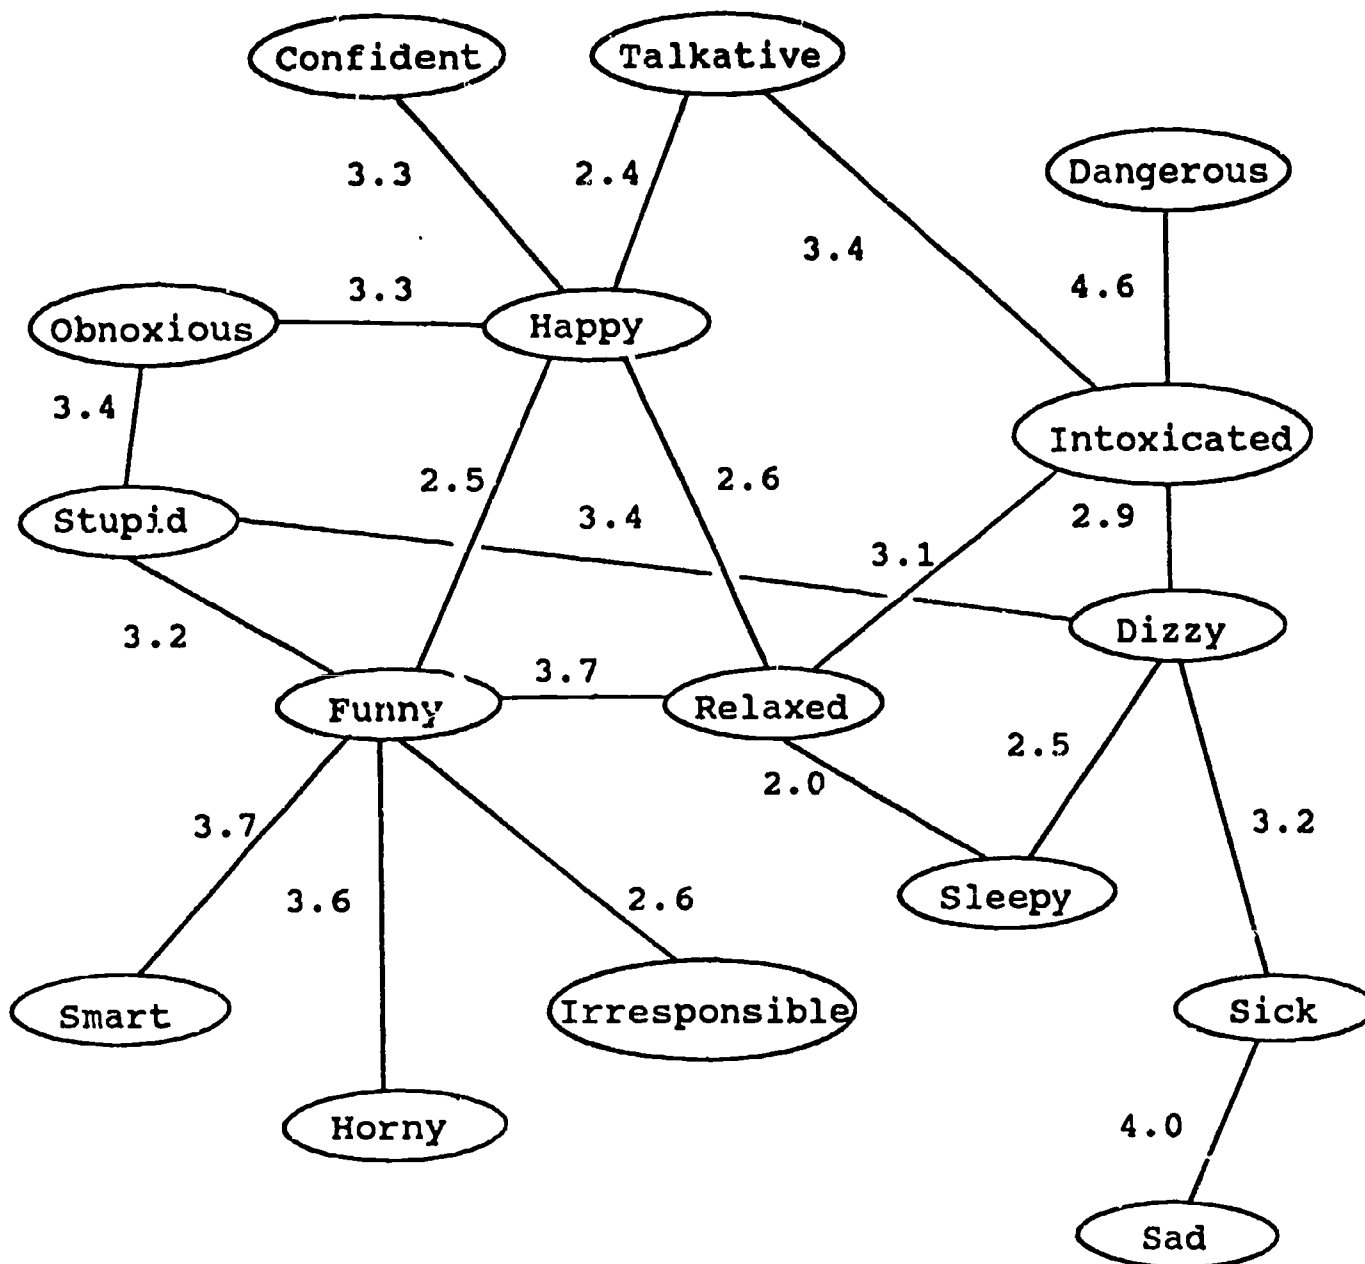 Confident Talkative
3.3 2.4 Dangerous
3.4
3.3 4.6
Obnoxious Happy
3.4 Intoxicated
2.5 2.6
Stupid 3.4 2.9
3.1
3.2 Dizzy
3.7
Funny Relaxed 2.5
2.0
3.7 3.2
3.6 2.6 Sleepy
Smart Irresponsible Sick
Horny 4.0
Sad